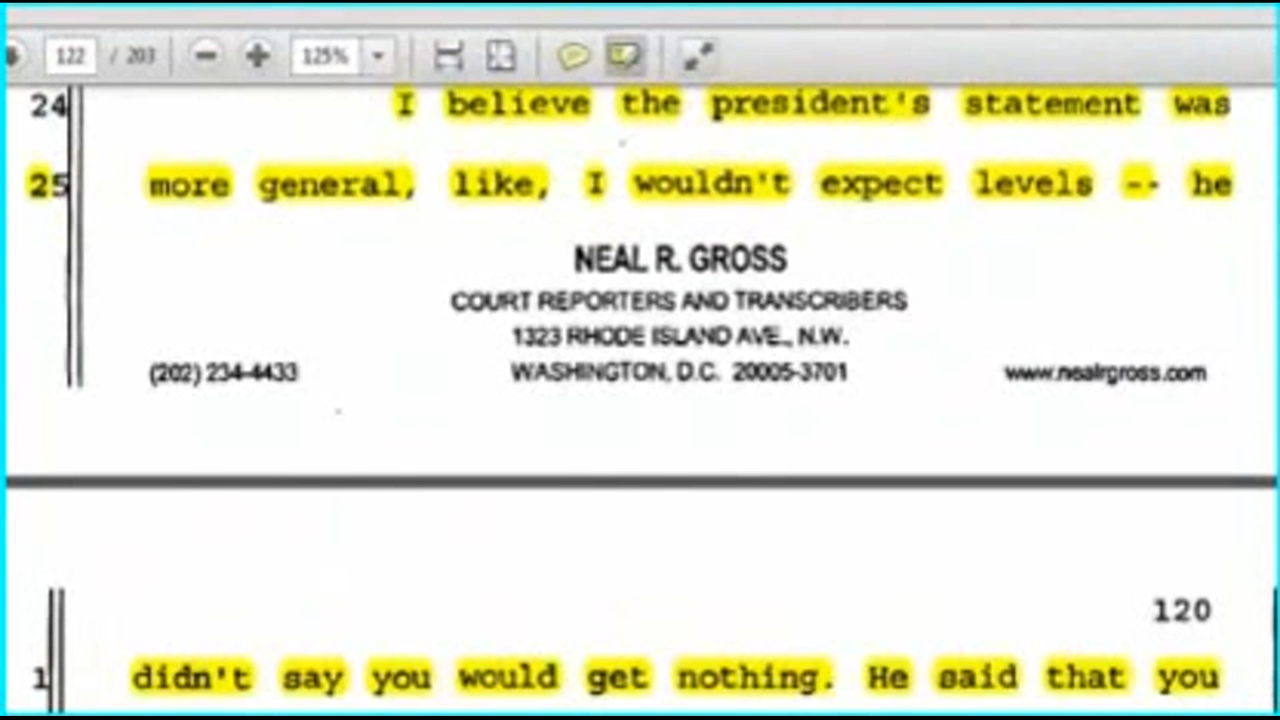 122 / 203 125%
24 I believe the president's statement was
25 more general, like, I wouldn't expect levels -- he
NEAL R. GROSS
COURT REPORTERS AND TRANSCRIBERS
1323 RHODE ISLAND AVE., N.W.
(202) 234-4433 WASHINGTON, D.C. 20005-3701 www.nealrgross.com
120
1 didn't say you would get nothing. He said that you